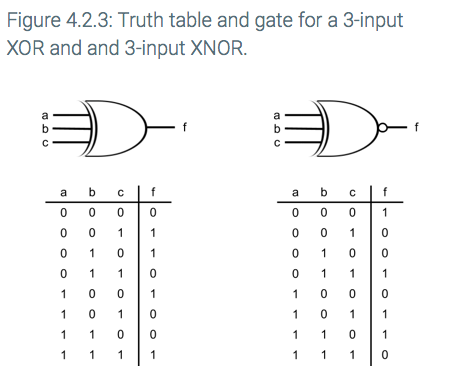 Figure 4.2.3: Truth table and gate for a 3-input
XOR and and 3-input XNOR.
a
b
c
f
a
b
c
f
a b c f
0 0 0 0
0 0 1 1
0 1 0 1
0 1 1 0
1 0 0 1
1 0 1 0
1 1 0 0
1 1 1 1
a b c f
0 0 0 1
0 0 1 0
0 1 0 0
0 1 1 1
1 0 0 0
1 0 1 1
1 1 0 1
1 1 1 0